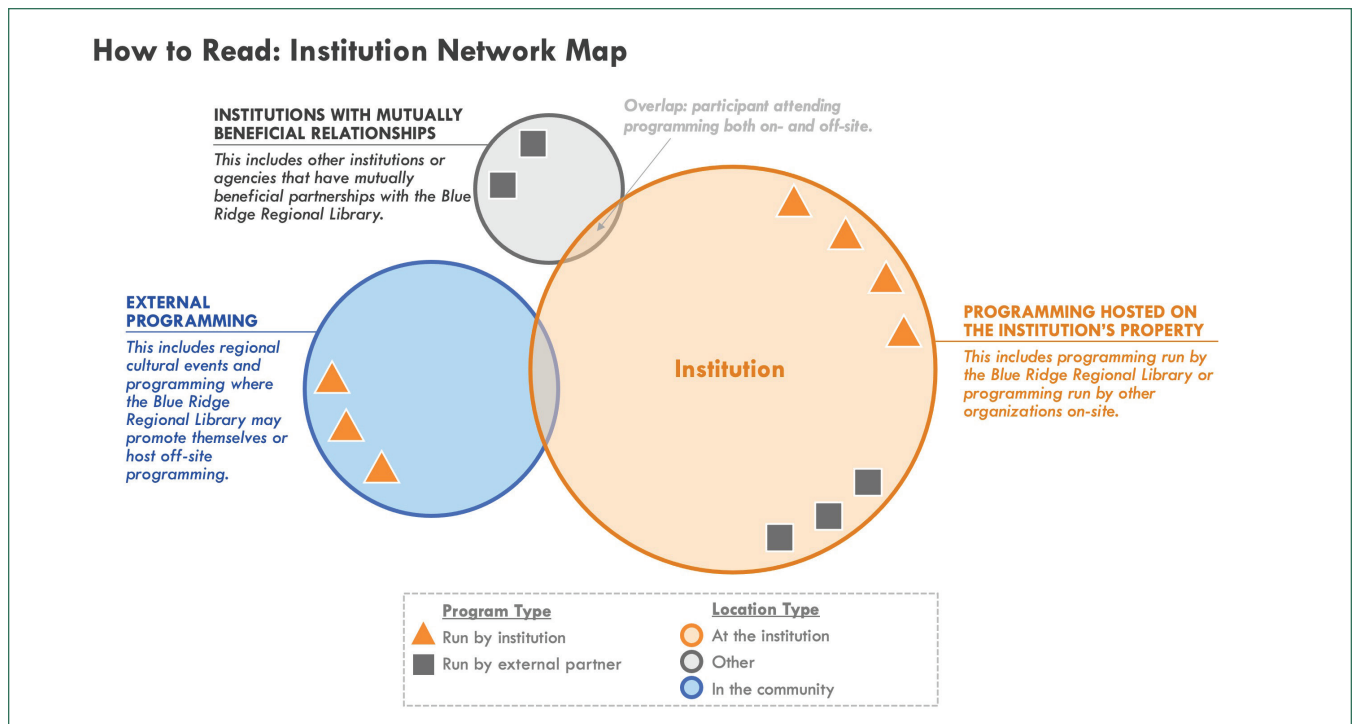 How to Read: Institution Network Map
INSTITUTIONS WITH MUTUALLY
BENEFICIAL RELATIONSHIPS
This includes other institutions or
agencies that have mutually
beneficial partnerships with the Blue
Ridge Regional Library.
Overlap: participant attending
programming both on- and off-site.
EXTERNAL
PROGRAMMING
This includes regional
cultural events and
programming where
the Blue Ridge
Regional Library may
promote themselves or
host off-site
programming.
Institution
PROGRAMMING HOSTED ON
THE INSTITUTION'S PROPERTY
This includes programming run by
the Blue Ridge Regional Library or
programming run by other
organizations on-site.
Program Type
Run by institution
Run by external partner
Location Type
At the institution
Other
In the community